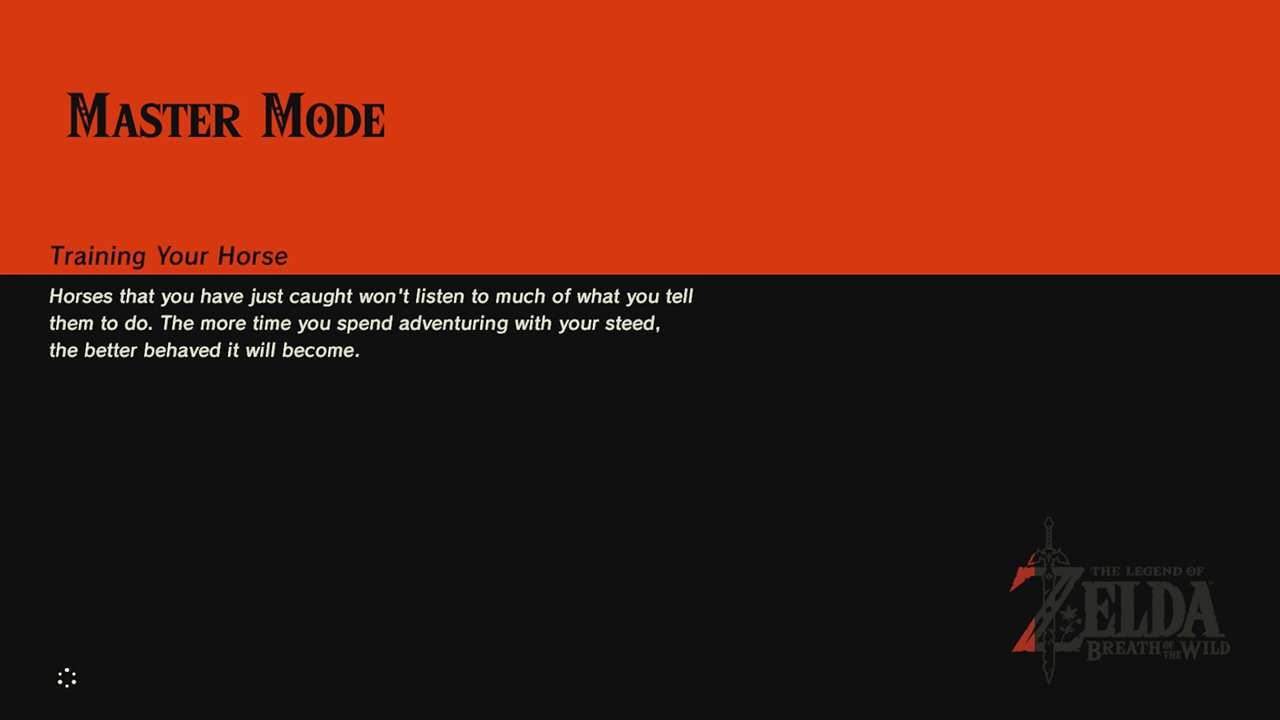 Master Mode
Training Your Horse
Horses that you have just caught won't listen to much of what you tell
them to do. The more time you spend adventuring with your steed,
the better behaved it will become.
THE LEGEND OF
ZELDA
BREATH OF THE WILD